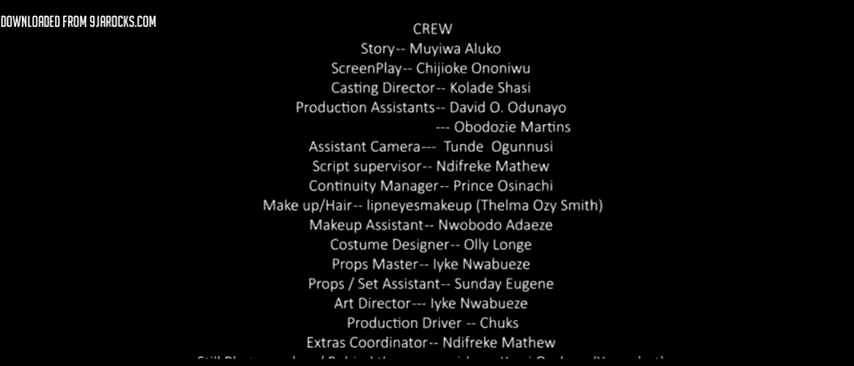 DOWNLOADED FROM 9JAROCKS.COM
CREW
Story-- Muyiwa Aluko
ScreenPlay-- Chijioke Ononiwu
Casting Director-- Kolade Shasi
Production Assistants-- David O. Odunayo
--- Obodozie Martins
Assistant Camera--- Tunde Ogunnusi
Script supervisor-- Ndifreke Mathew
Continuity Manager-- Prince Osinachi
Make up/Hair-- lipneyesmakeup (Thelma Ozy Smith)
Makeup Assistant-- Nwobodo Adaeze
Costume Designer-- Olly Longe
Props Master-- Iyke Nwabueze
Props / Set Assistant-- Sunday Eugene
Art Director--- Iyke Nwabueze
Production Driver -- Chuks
Extras Coordinator-- Ndifreke Mathew